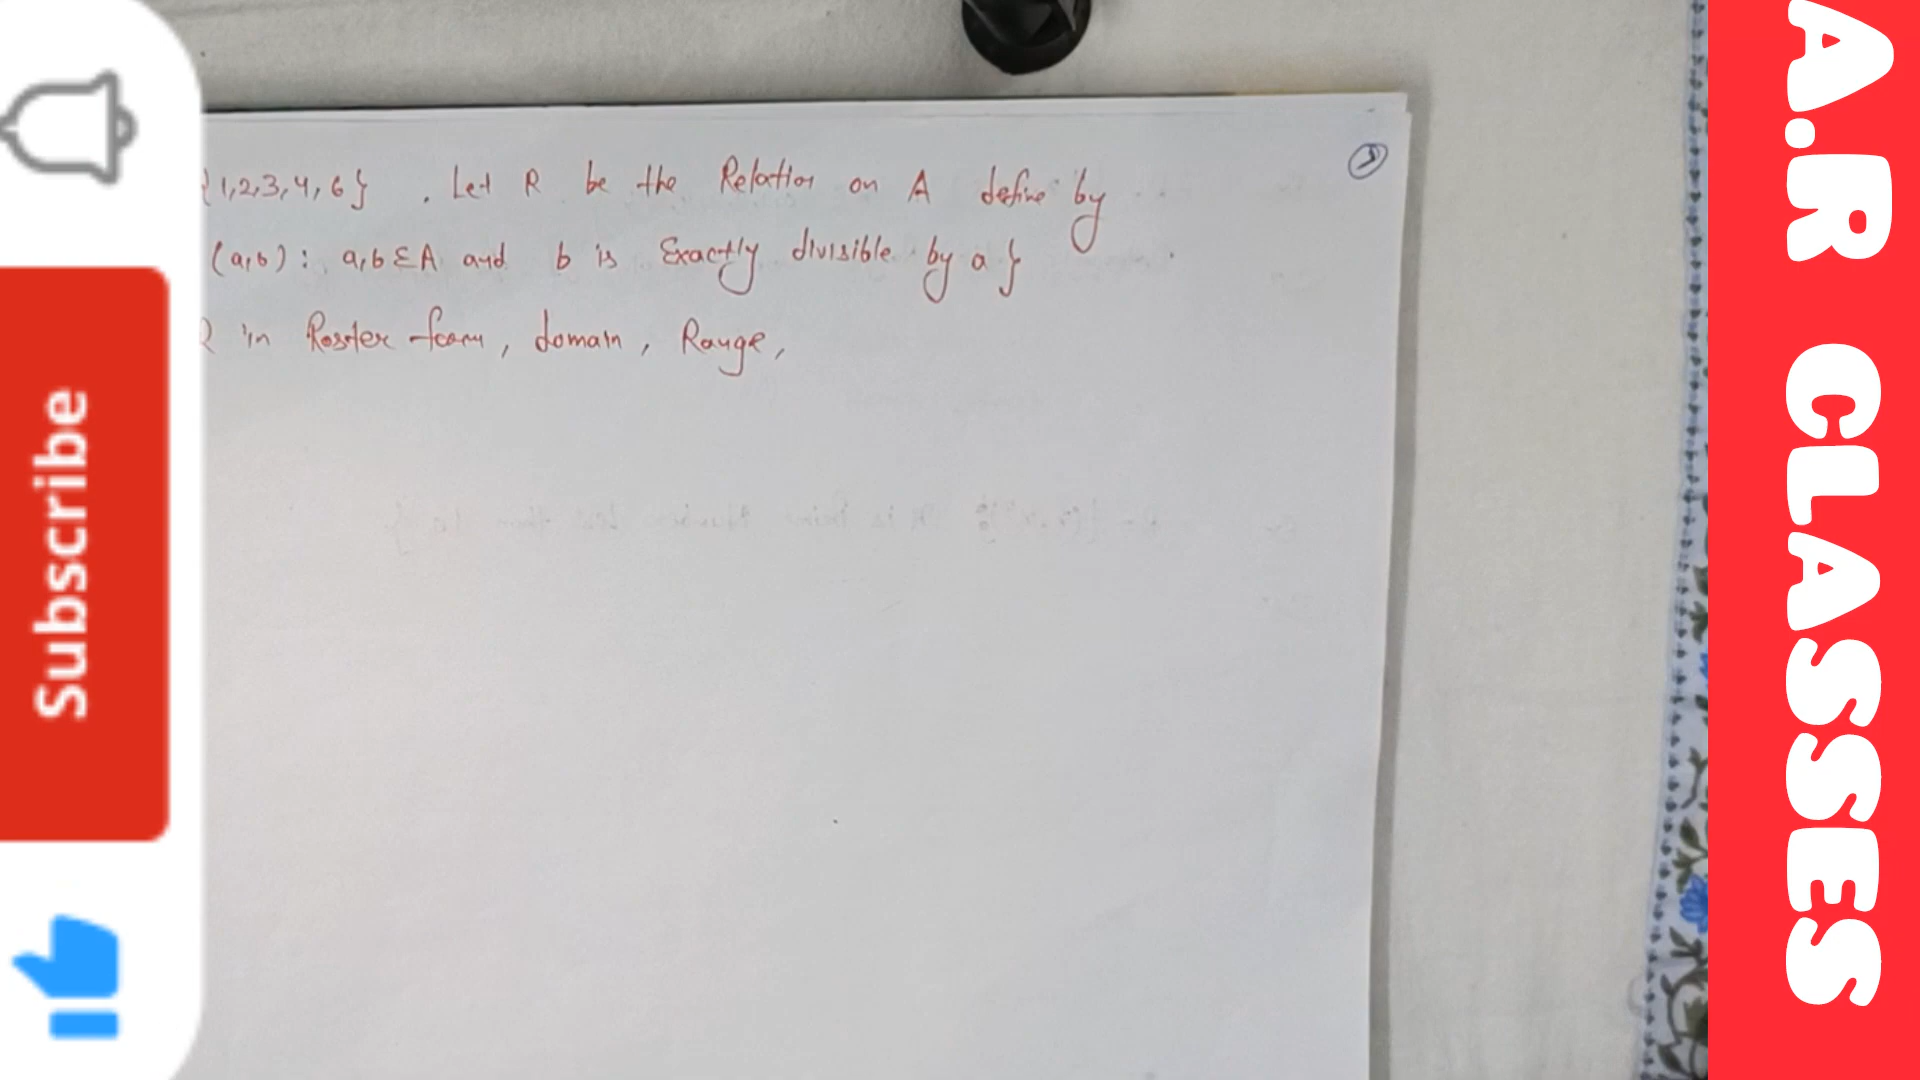 {1,2,3,4,6} . Let R be the Relation on A define by
(a,b) : a,b ∈ A and b is Exactly divisible by a }
R in Roster form, domain, Range,
Subscribe
A.R CLASSES